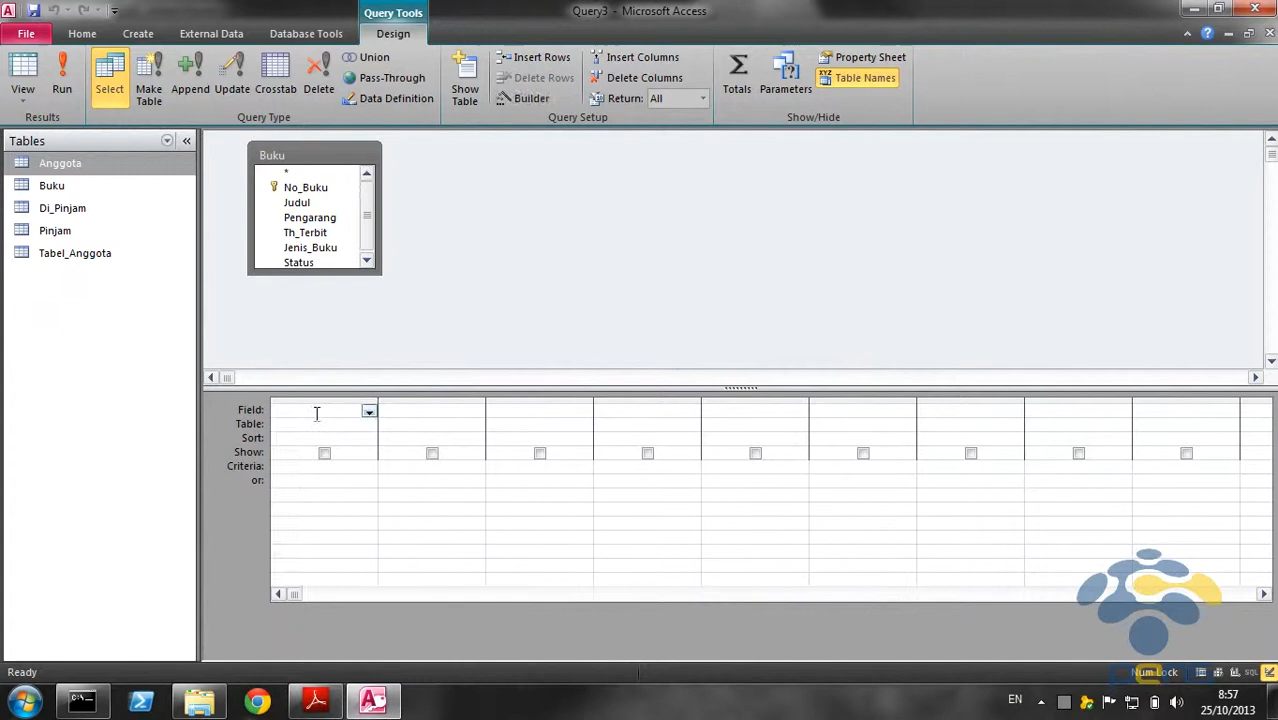 Query Tools
Query3 - Microsoft Access
File
Home
Create
External Data
Database Tools
Design
View
Run
Results
Select
Make Table
Append
Update
Crosstab
Delete
Union
Pass-Through
Data Definition
Query Type
Show Table
Insert Rows
Delete Rows
Builder
Insert Columns
Delete Columns
Return: All
Query Setup
Totals
Parameters
Property Sheet
XYZ Table Names
Show/Hide
Tables
Anggota
Buku
Di_Pinjam
Pinjam
Tabel_Anggota
Buku
*
No_Buku
Judul
Pengarang
Th_Terbit
Jenis_Buku
Status
Field:
Table:
Sort:
Show:
Criteria:
or:
Ready
Num Lock
SQL
EN
8:57
25/10/2013